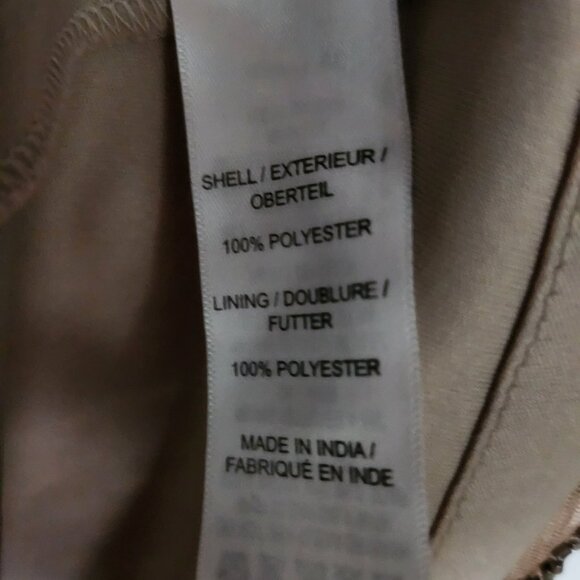 SHELL / EXTERIEUR /
OBERTEIL
100% POLYESTER
LINING / DOUBLURE /
FUTTER
100% POLYESTER
MADE IN INDIA /
FABRIQUÉ EN INDE